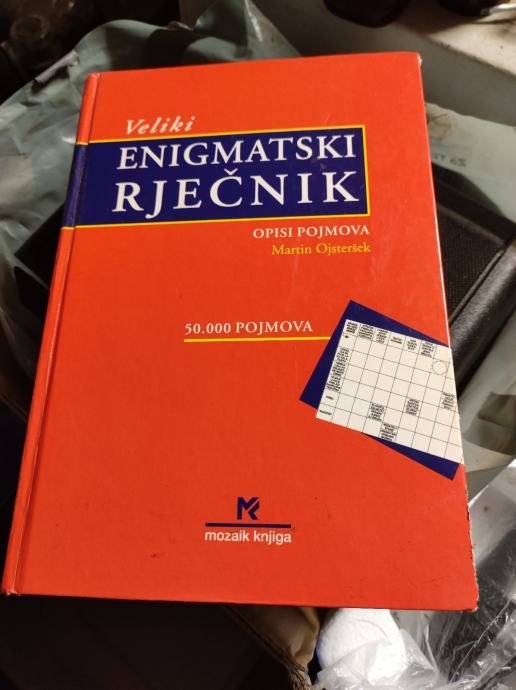 Veliki
ENIGMATSKI
RJEČNIK
OPISI POJMOVA
Martin Ojsteršek
50.000 POJMOVA
mozaik knjiga